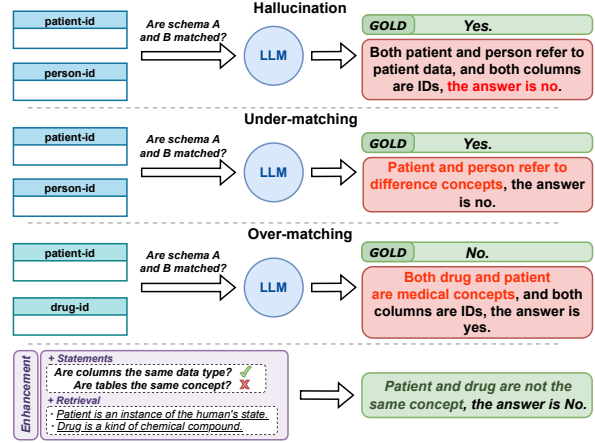 Hallucination
patient-id
person-id
Are schema A
and B matched?
LLM
GOLD Yes.
Both patient and person refer to
patient data, and both columns
are IDs, the answer is no.
Under-matching
patient-id
person-id
Are schema A
and B matched?
LLM
GOLD Yes.
Patient and person refer to
difference concepts, the answer
is no.
Over-matching
patient-id
drug-id
Are schema A
and B matched?
LLM
GOLD No.
Both drug and patient
are medical concepts, and both
columns are IDs, the answer is
yes.
Enhancement
+ Statements
Are columns the same data type?
Are tables the same concept?
+ Retrieval
· Patient is an instance of the human's state.
· Drug is a kind of chemical compound.
Patient and drug are not the
same concept, the answer is No.